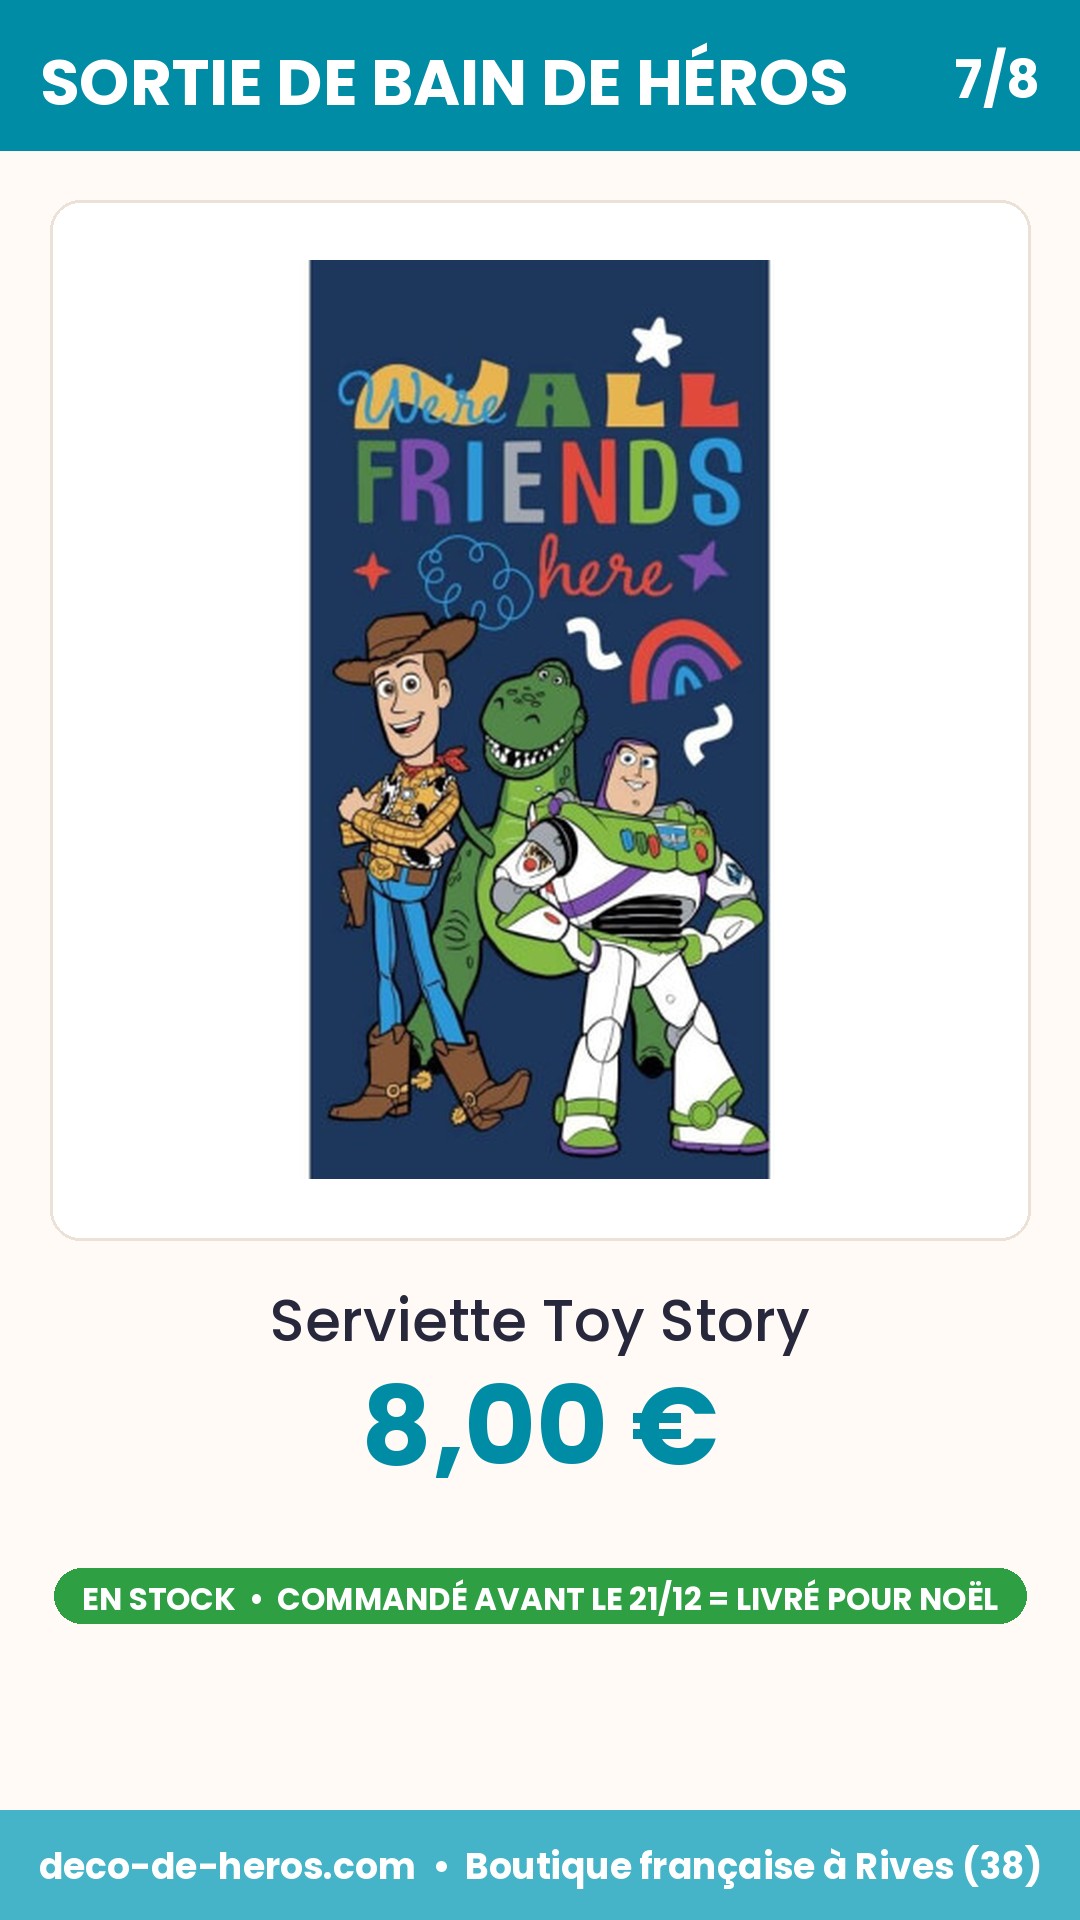 SORTIE DE BAIN DE HÉROS 7/8
We're ALL
FRIENDS
here
Serviette Toy Story
8,00 €
EN STOCK • COMMANDÉ AVANT LE 21/12 = LIVRÉ POUR NOËL
deco-de-heros.com • Boutique française à Rives (38)